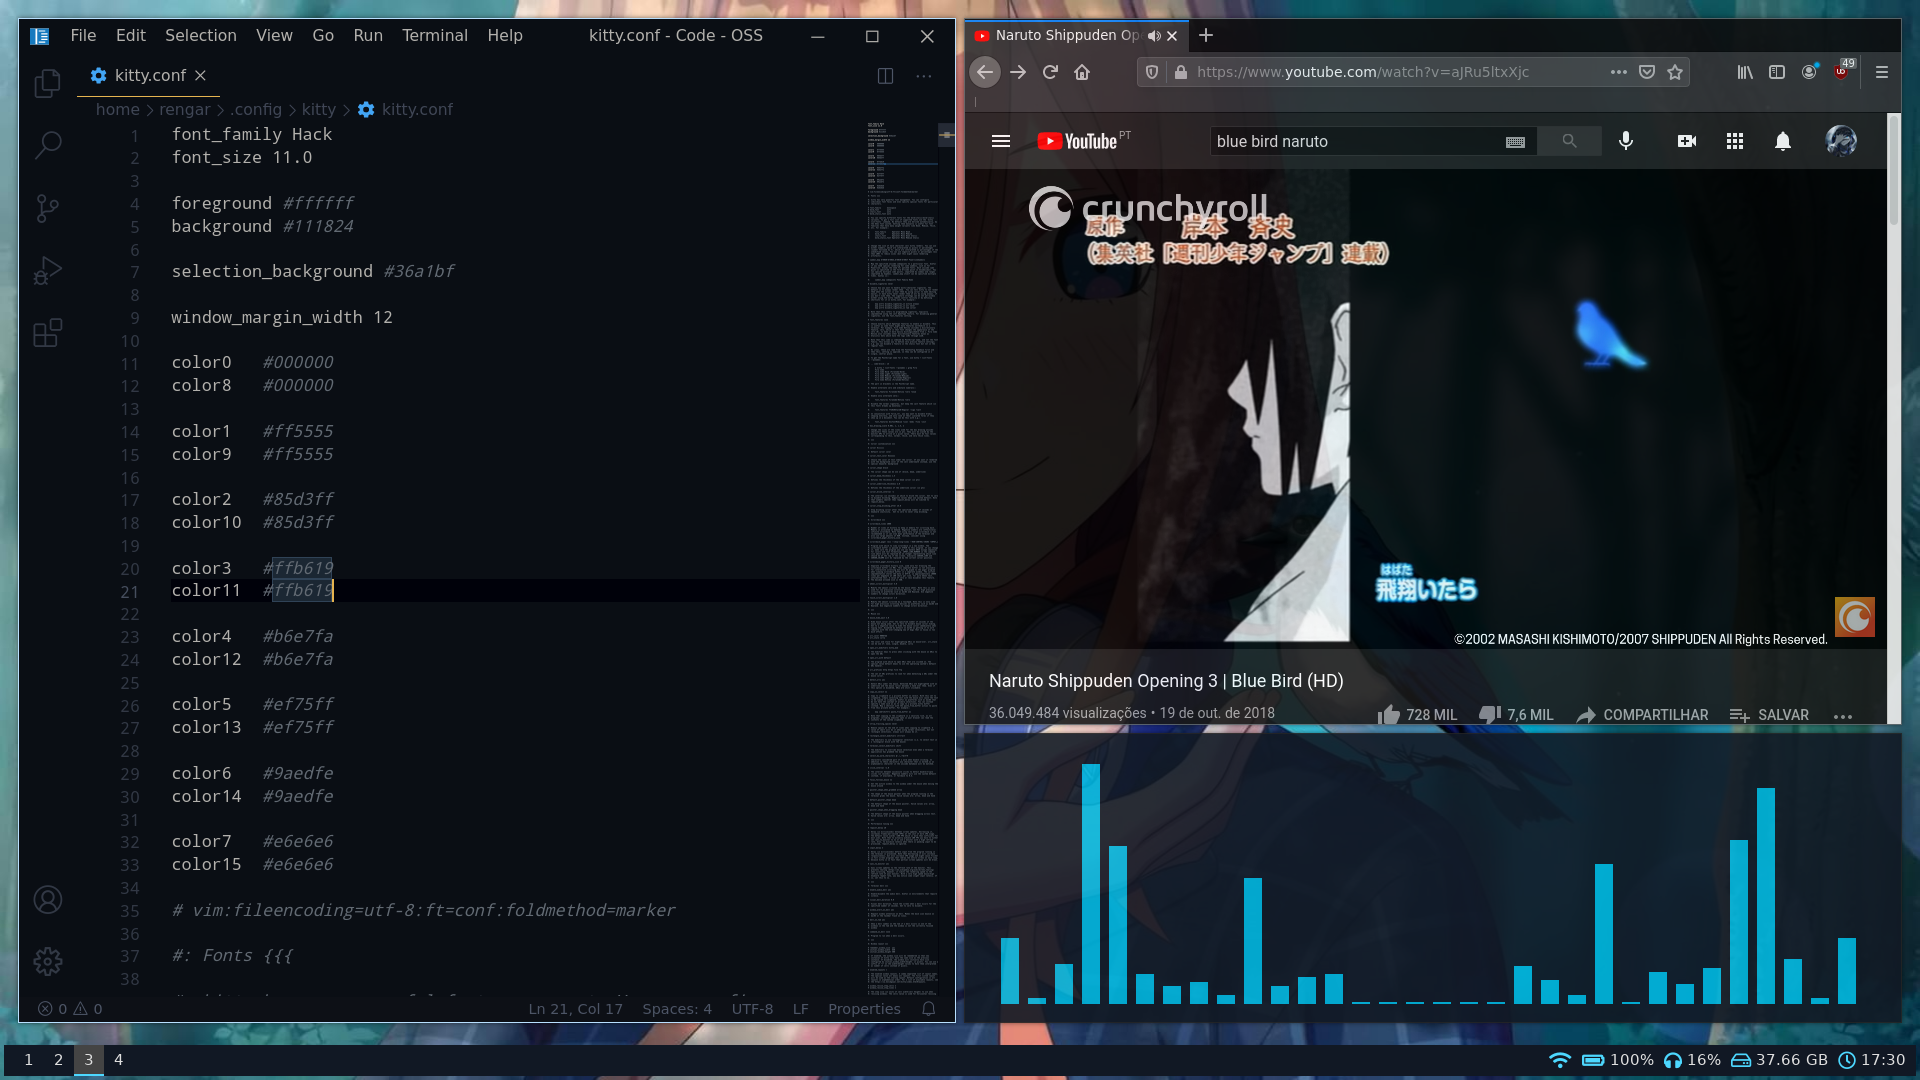 File Edit Selection View Go Run Terminal Help kitty.conf - Code - OSS
kitty.conf
home > rengar > .config > kitty > kitty.conf
1 font_family Hack
2 font_size 11.0
3
4 foreground #ffffff
5 background #111824
6
7 selection_background #36a1bf
8
9 window_margin_width 12
10
11 color0 #000000
12 color8 #000000
13
14 color1 #ff5555
15 color9 #ff5555
16
17 color2 #85d3ff
18 color10 #85d3ff
19
20 color3 #ffb619
21 color11 #ffb619
22
23 color4 #b6e7fa
24 color12 #b6e7fa
25
26 color5 #ef75ff
27 color13 #ef75ff
28
29 color6 #9aedfe
30 color14 #9aedfe
31
32 color7 #e6e6e6
33 color15 #e6e6e6
34
35 # vim:fileencoding=utf-8:ft=conf:foldmethod=marker
36
37 #: Fonts {{{
38
0 0 Ln 21, Col 17 Spaces: 4 UTF-8 LF Properties
Naruto Shippuden Op
https://www.youtube.com/watch?v=aJRu5ltxXjc
49
YouTube PT
blue bird naruto
crunchyroll
原作 岸本 斉史
(集英社「週刊少年ジャンプ」連載)
はばた
飛翔いたら
©2002 MASASHI KISHIMOTO/2007 SHIPPUDEN All Rights Reserved.
Naruto Shippuden Opening 3 | Blue Bird (HD)
36.049.484 visualizações • 19 de out. de 2018 728 MIL 7,6 MIL COMPARTILHAR SALVAR
1 2 3 4 100% 16% 37.66 GB 17:30